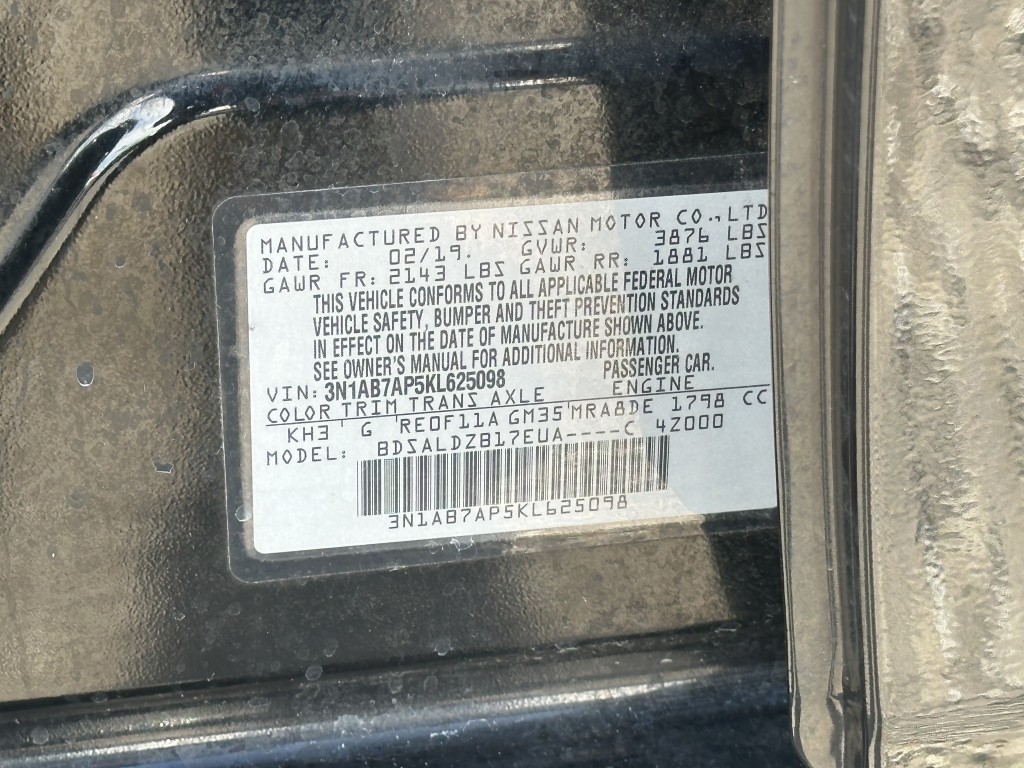 MANUFACTURED BY NISSAN MOTOR CO.,LTD
DATE: 02/19. GVWR: 3876 LBS
GAWR FR: 2143 LBS GAWR RR: 1881 LBS
THIS VEHICLE CONFORMS TO ALL APPLICABLE FEDERAL MOTOR
VEHICLE SAFETY, BUMPER AND THEFT PREVENTION STANDARDS
IN EFFECT ON THE DATE OF MANUFACTURE SHOWN ABOVE.
SEE OWNER'S MANUAL FOR ADDITIONAL INFORMATION.
VIN: 3N1AB7AP5KL625098 PASSENGER CAR.
COLOR TRIM TRANS AXLE ENGINE
KH3 G RE0F11A GM35 MRA8DE 1798 CC
MODEL: BDSALDZB17EUA----C 4Z000
3N1AB7AP5KL625098